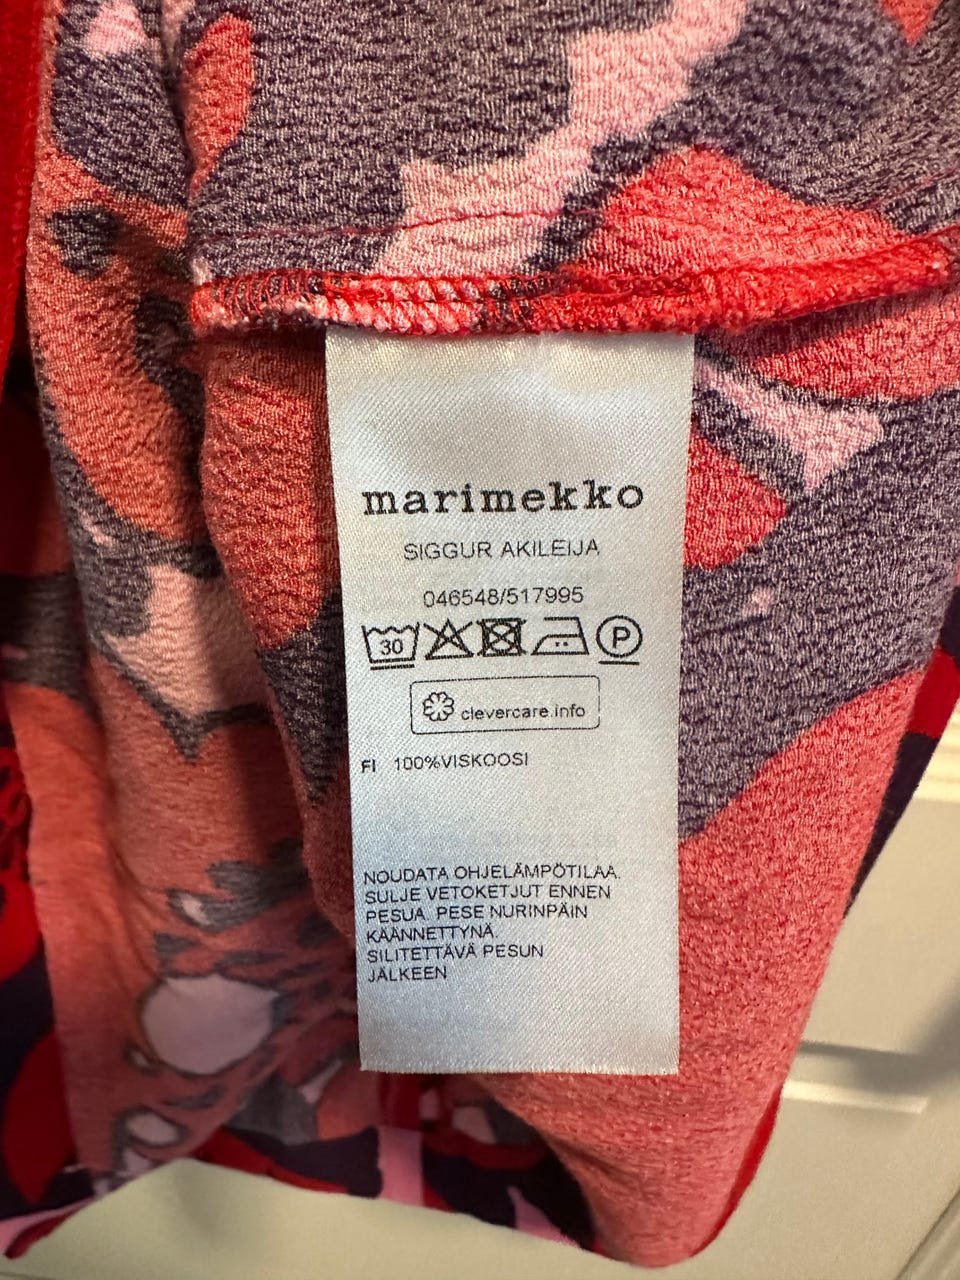 marimekko
SIGGUR AKILEIJA
046548/517995
30 P
clevercare.info
FI 100%VISKOOSI
NOUDATA OHJELÄMPÖTILAA.
SULJE VETOKETJUT ENNEN
PESUA. PESE NURINPÄIN
KÄÄNNETTYNÄ.
SILITETTÄVÄ PESUN
JÄLKEEN